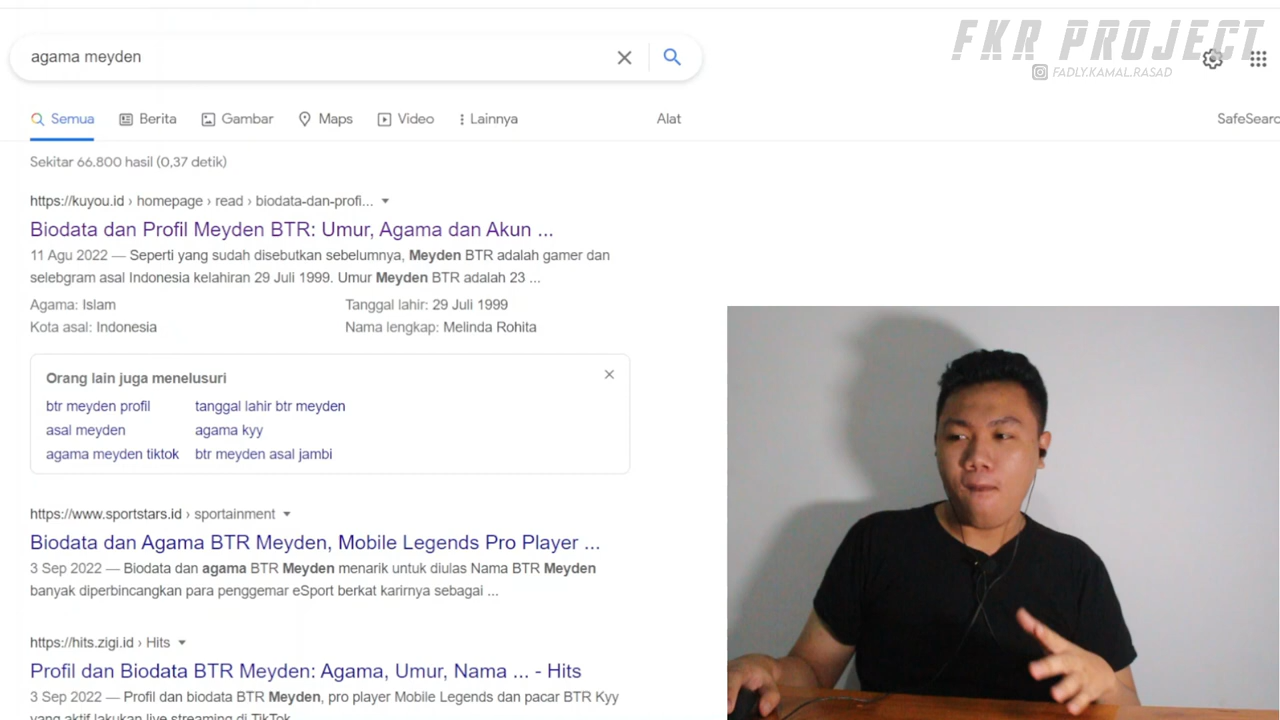 FKR PROJECT
FADLY.KAMAL.RASAD
agama meyden
Semua Berita Gambar Maps Video Lainnya Alat SafeSearc
Sekitar 66.800 hasil (0,37 detik)
https://kuyou.id › homepage › read › biodata-dan-profi...
Biodata dan Profil Meyden BTR: Umur, Agama dan Akun ...
11 Agu 2022 — Seperti yang sudah disebutkan sebelumnya, Meyden BTR adalah gamer dan
selebgram asal Indonesia kelahiran 29 Juli 1999. Umur Meyden BTR adalah 23 ...
Agama: Islam Tanggal lahir: 29 Juli 1999
Kota asal: Indonesia Nama lengkap: Melinda Rohita
Orang lain juga menelusuri
btr meyden profil tanggal lahir btr meyden
asal meyden agama kyy
agama meyden tiktok btr meyden asal jambi
https://www.sportstars.id › sportainment
Biodata dan Agama BTR Meyden, Mobile Legends Pro Player ...
3 Sep 2022 — Biodata dan agama BTR Meyden menarik untuk diulas Nama BTR Meyden
banyak diperbincangkan para penggemar eSport berkat karirnya sebagai ...
https://hits.zigi.id › Hits
Profil dan Biodata BTR Meyden: Agama, Umur, Nama ... - Hits
3 Sep 2022 — Profil dan biodata BTR Meyden, pro player Mobile Legends dan pacar BTR Kyy
yang aktif lakukan live streaming di TikTok